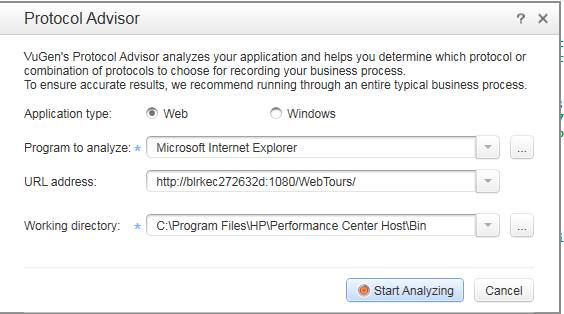 Protocol Advisor
? ×
VuGen's Protocol Advisor analyzes your application and helps you determine which protocol or
combination of protocols to choose for recording your business process.
To ensure accurate results, we recommend running through an entire typical business process.
Application type: Web Windows
Program to analyze: * Microsoft Internet Explorer ...
URL address: http://blrkec272632d:1080/WebTours/
Working directory: * C:\Program Files\HP\Performance Center Host\Bin ...
Start Analyzing Cancel